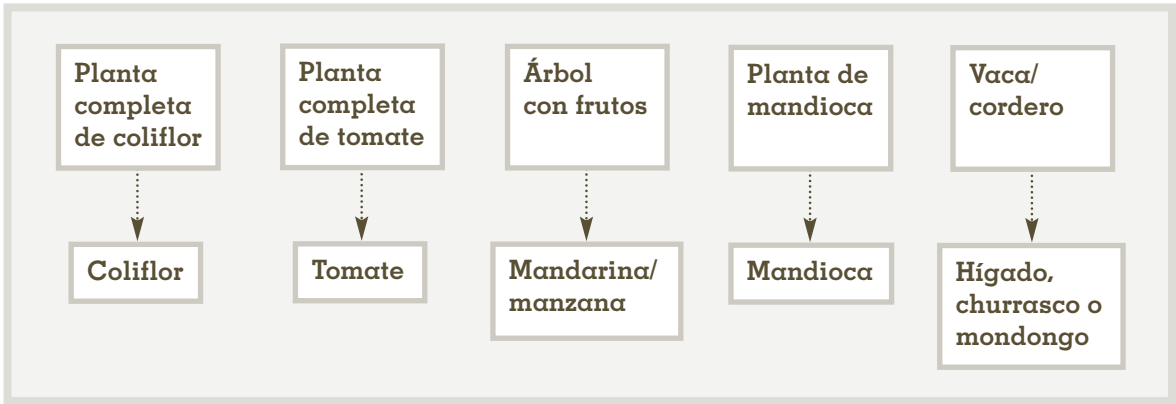 Planta
completa
de coliflor
Planta
completa
de tomate
Árbol
con frutos
Planta de
mandioca
Vaca/
cordero
Coliflor
Tomate
Mandarina/
manzana
Mandioca
Hígado,
churrasco o
mondongo